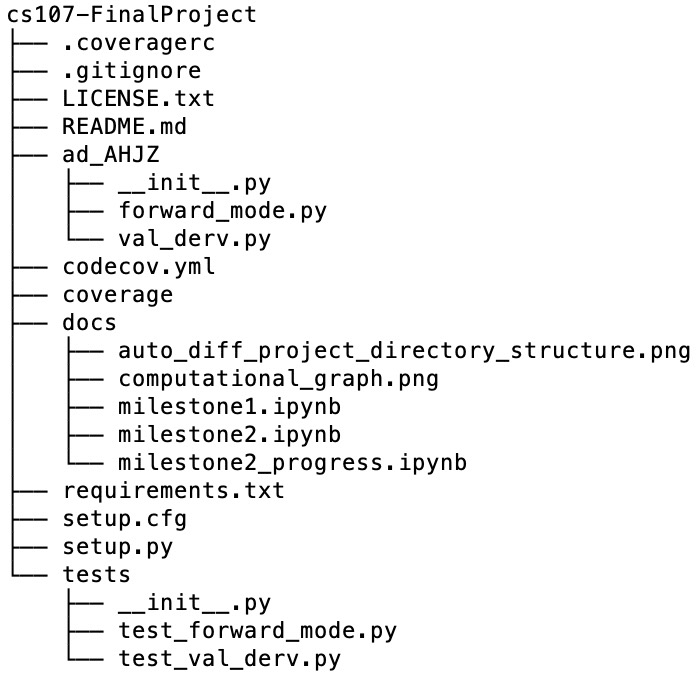 cs107-FinalProject
├── .coveragerc
├── .gitignore
├── LICENSE.txt
├── README.md
├── ad_AHJZ
│   ├── __init__.py
│   ├── forward_mode.py
│   └── val_derv.py
├── codecov.yml
├── coverage
├── docs
│   ├── auto_diff_project_directory_structure.png
│   ├── computational_graph.png
│   ├── milestone1.ipynb
│   ├── milestone2.ipynb
│   └── milestone2_progress.ipynb
├── requirements.txt
├── setup.cfg
├── setup.py
└── tests
    ├── __init__.py
    ├── test_forward_mode.py
    └── test_val_derv.py